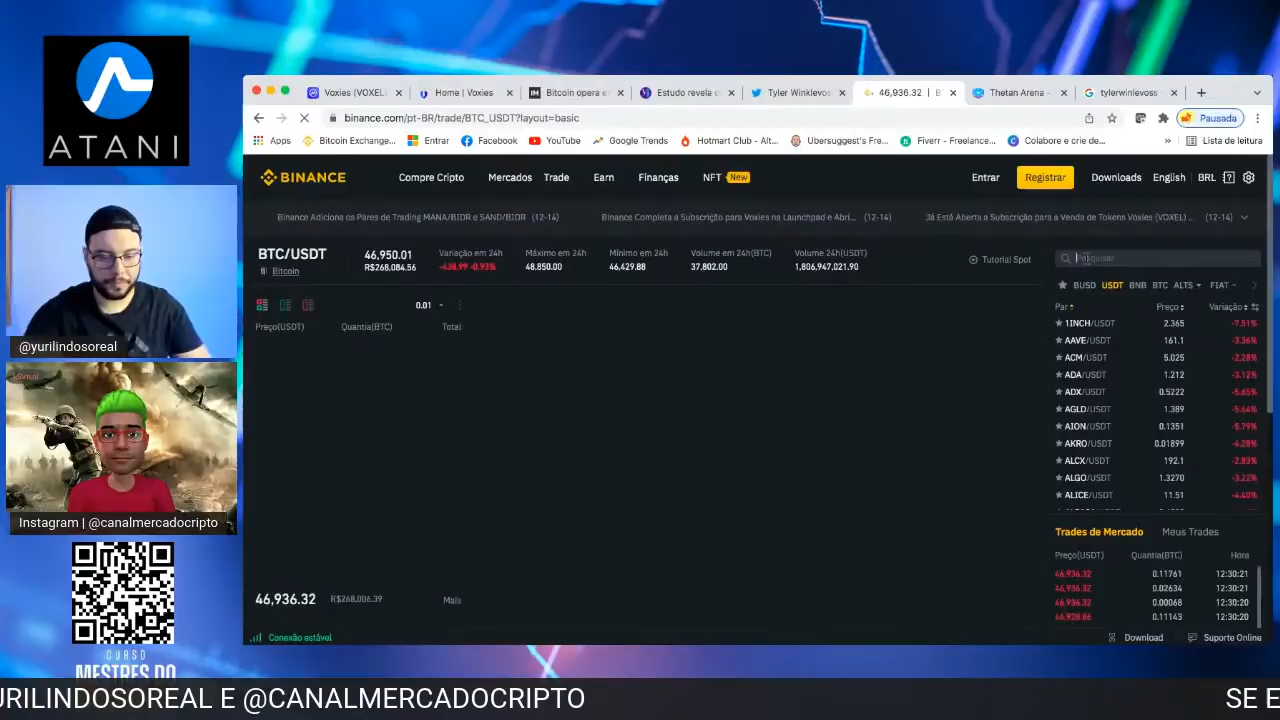 ATANI
@yurilindosoreal
Instagram | @canalmercadocripto
CURSO
MESTRES DO
Voxies (VOXEL)
Home | Voxies
Bitcoin opera e
Estudo revela c
Tyler Winklevos
46,936.32 | B
Thetan Arena -
tylerwinklevoss
binance.com/pt-BR/trade/BTC_USDT?layout=basic
Pausada
Apps
Bitcoin Exchange...
Entrar
Facebook
YouTube
Google Trends
Hotmart Club - Alt...
Ubersuggest's Fre...
Fiverr - Freelance...
Colabore e crie de...
»
Lista de leitura
BINANCE
Compre Cripto
Mercados
Trade
Earn
Finanças
NFT New
Entrar
Registrar
Downloads
English
BRL
Binance Adiciona os Pares de Trading MANA/BIDR e SAND/BIDR (12-14)
Binance Completa a Subscrição para Voxies na Launchpad e Abri... (12-14)
Já Está Aberta a Subscrição para a Venda de Tokens Voxies (VOXEL) ... (12-14)
BTC/USDT
Bitcoin
46,950.01
R$268,084.56
Variação em 24h
-438.99 -0.93%
Máximo em 24h
48,850.00
Mínimo em 24h
46,429.88
Volume em 24h(BTC)
37,802.00
Volume 24h(USDT)
1,806,947,021.90
Tutorial Spot
Pesquisar
BUSD USDT BNB BTC ALTS FIAT
0.01
Preço(USDT) Quantia(BTC) Total
Par Preço Variação
1INCH/USDT 2.365 -7.51%
AAVE/USDT 161.1 -3.36%
ACM/USDT 5.025 -2.28%
ADA/USDT 1.212 -3.12%
ADX/USDT 0.5222 -5.65%
AGLD/USDT 1.389 -5.64%
AION/USDT 0.1351 -5.79%
AKRO/USDT 0.01899 -4.28%
ALCX/USDT 192.1 -2.83%
ALGO/USDT 1.3270 -3.22%
ALICE/USDT 11.51 -4.40%
Trades de Mercado Meus Trades
Preço(USDT) Quantia(BTC) Hora
46,936.32 0.11761 12:30:21
46,936.32 0.02634 12:30:21
46,936.32 0.00068 12:30:20
46,928.86 0.11143 12:30:20
46,936.32 R$268,006.39 Mais
Conexão estável
Download
Suporte Online
URILINDOSOREAL E @CANALMERCADOCRIPTO
SE E